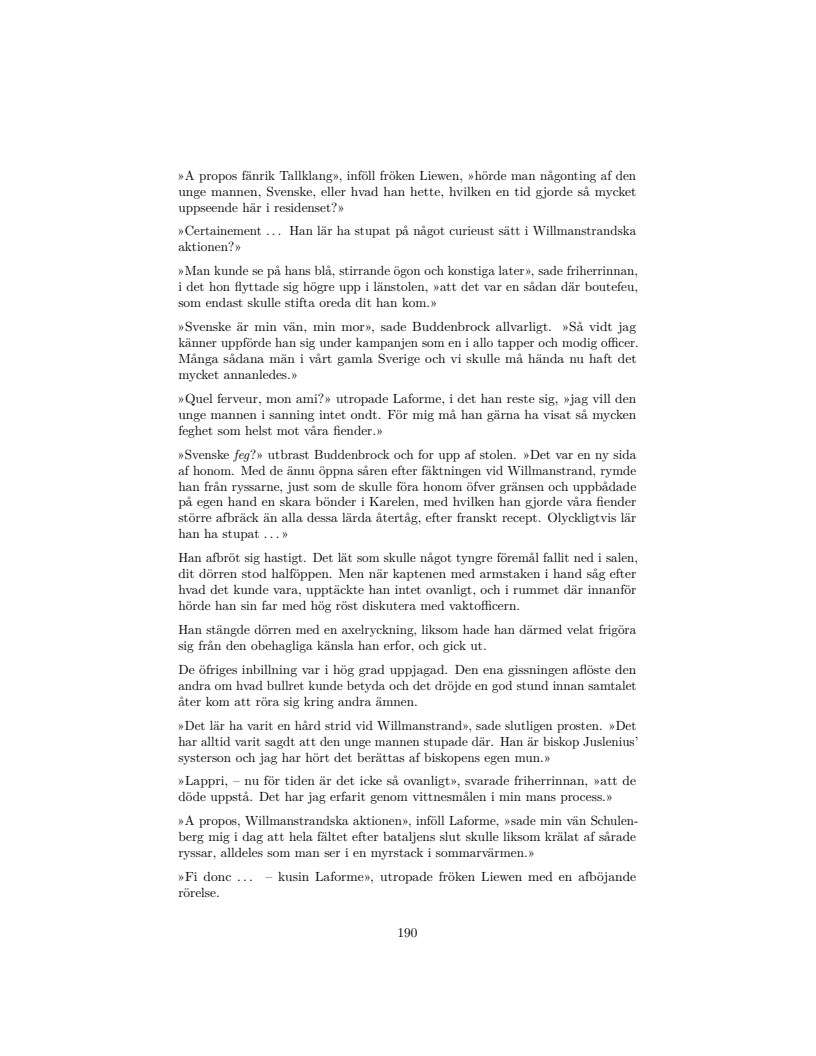 »A propos fänrik Tallklang», inföll fröken Liewen, »hörde man någonting af den
unge mannen, Svenske, eller hvad han hette, hvilken en tid gjorde så mycket
uppseende här i residenset?»
»Certainement ... Han lär ha stupat på något curieust sätt i Willmanstrandska
aktionen?»
»Man kunde se på hans blå, stirrande ögon och konstiga later», sade friherrinnan,
i det hon flyttade sig högre upp i länstolen, »att det var en sådan där boutefeu,
som endast skulle stifta oreda dit han kom.»
»Svenske är min vän, min mor», sade Buddenbrock allvarligt. »Så vidt jag
känner uppförde han sig under kampanjen som en i allo tapper och modig officer.
Många sådana män i vårt gamla Sverige och vi skulle må hända nu haft det
mycket annanledes.»
»Quel ferveur, mon ami?» utropade Laforme, i det han reste sig, »jag vill den
unge mannen i sanning intet ondt. För mig må han gärna ha visat så mycken
feghet som helst mot våra fiender.»
»Svenske feg?» utbrast Buddenbrock och for upp af stolen. »Det var en ny sida
af honom. Med de ännu öppna såren efter fäktningen vid Willmanstrand, rymde
han från ryssarne, just som de skulle föra honom öfver gränsen och uppbådade
på egen hand en skara bönder i Karelen, med hvilken han gjorde våra fiender
större afbräck än alla dessa lärda återtåg, efter franskt recept. Olyckligtvis lär
han ha stupat ...»
Han afbröt sig hastigt. Det lät som skulle något tyngre föremål fallit ned i salen,
dit dörren stod halföppen. Men när kaptenen med armstaken i hand såg efter
hvad det kunde vara, upptäckte han intet ovanligt, och i rummet där innanför
hörde han sin far med hög röst diskutera med vaktofficern.
Han stängde dörren med en axelryckning, liksom hade han därmed velat frigöra
sig från den obehagliga känsla han erfor, och gick ut.
De öfriges inbillning var i hög grad uppjagad. Den ena gissningen aflöste den
andra om hvad bullret kunde betyda och det dröjde en god stund innan samtalet
åter kom att röra sig kring andra ämnen.
»Det lär ha varit en hård strid vid Willmanstrand», sade slutligen prosten. »Det
har alltid varit sagdt att den unge mannen stupade där. Han är biskop Juslenius’
systerson och jag har hört det berättas af biskopens egen mun.»
»Lappri, – nu för tiden är det icke så ovanligt», svarade friherrinnan, »att de
döde uppstå. Det har jag erfarit genom vittnesmålen i min mans process.»
»A propos, Willmanstrandska aktionen», inföll Laforme, »sade min vän Schulen-
berg mig i dag att hela fältet efter bataljens slut skulle liksom krälat af sårade
ryssar, alldeles som man ser i en myrstack i sommarvärmen.»
»Fi donc ... – kusin Laforme», utropade fröken Liewen med en afböjande
rörelse.
190